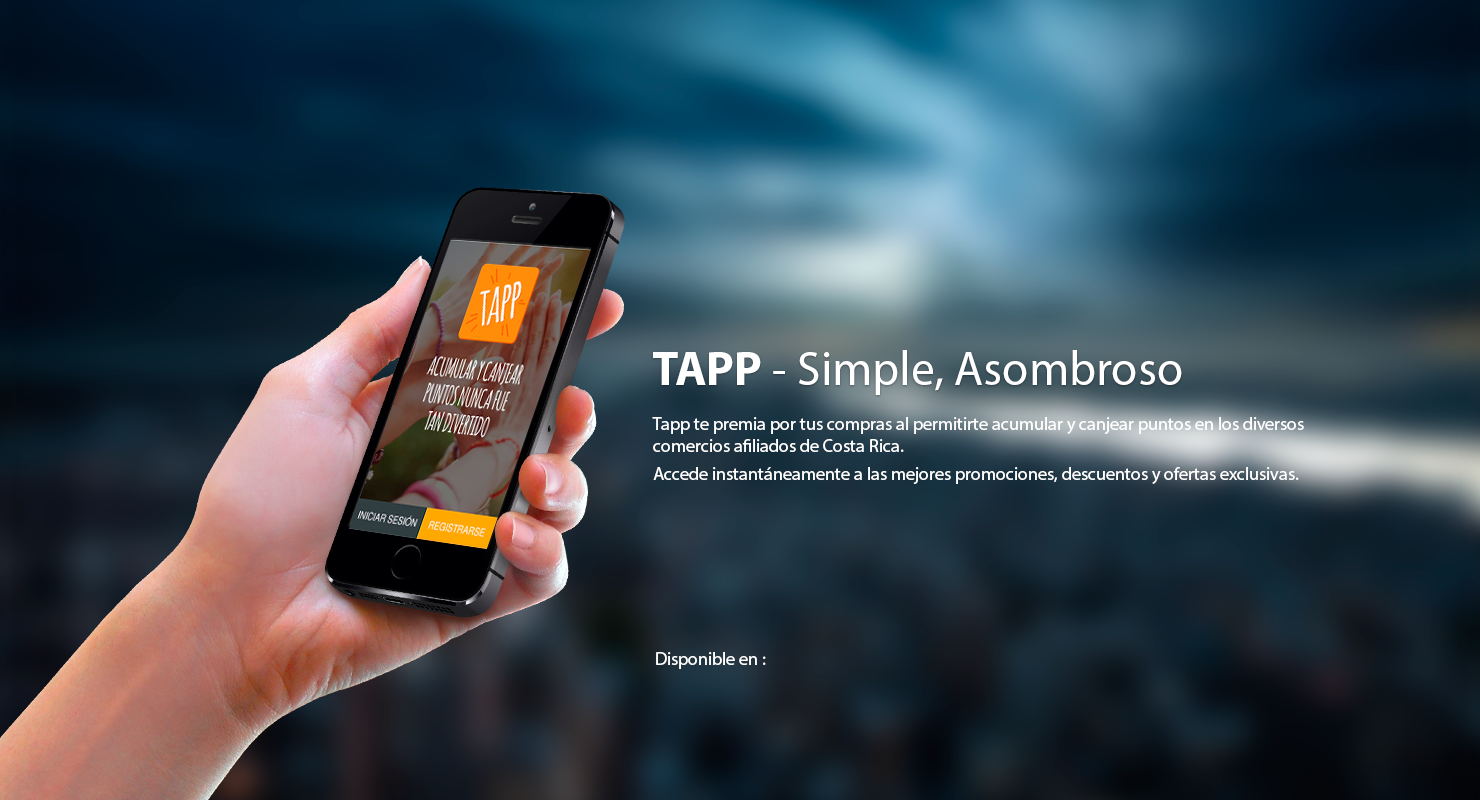 TAPP
ACUMULAR Y CANJEAR
PUNTOS NUNCA FUE
TAN DIVERTIDO
INICIAR SESIÓN
REGISTRARSE
TAPP - Simple, Asombroso
Tapp te premia por tus compras al permitirte acumular y canjear puntos en los diversos
comercios afiliados de Costa Rica.
Accede instantáneamente a las mejores promociones, descuentos y ofertas exclusivas.
Disponible en :